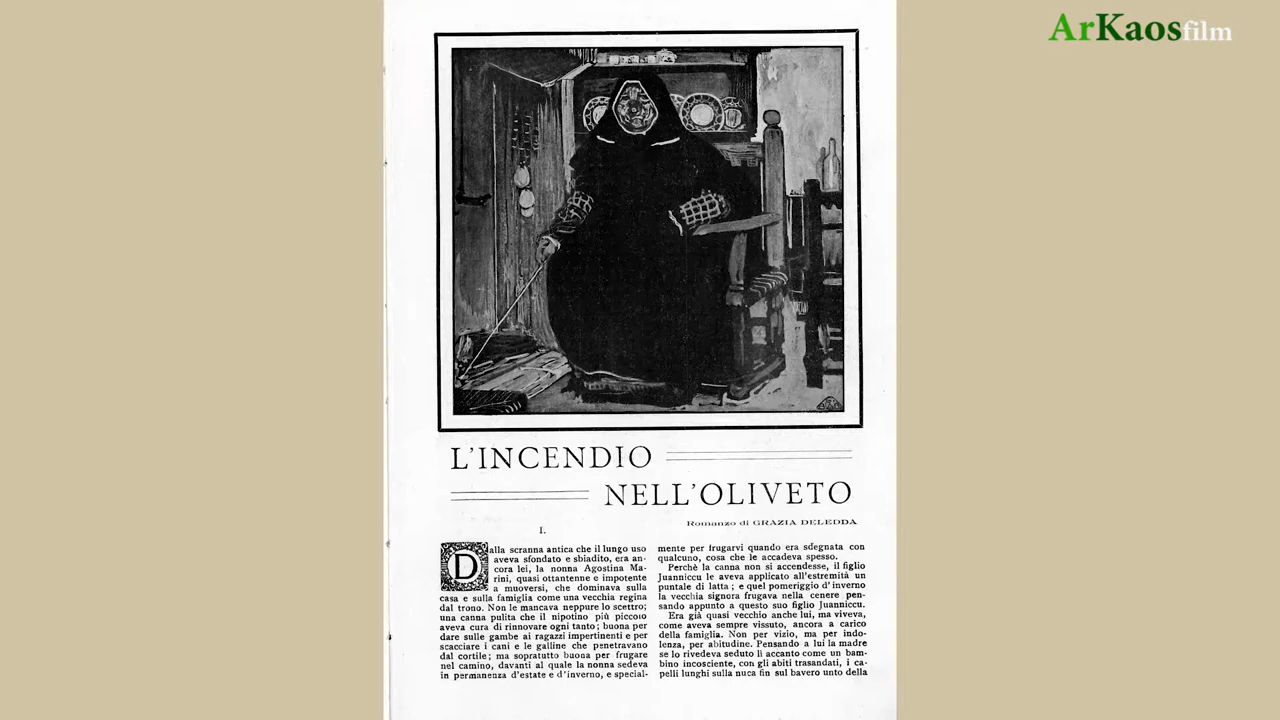 ArKaosfilm
L'INCENDIO
NELL'OLIVETO
Romanzo di GRAZIA DELEDDA
I.
Dalla scranna antica che il lungo uso
aveva sfondato e sbiadito, era an-
cora lei, la nonna Agostina Ma-
rini, quasi ottantenne e impotente
a muoversi, che dominava sulla
casa e sulla famiglia come una vecchia regina
dal trono. Non le mancava neppure lo scettro;
una canna pulita che il nipotino più piccolo
aveva cura di rinnovare ogni tanto; buona per
dare sulle gambe ai ragazzi impertinenti e per
scacciare i cani e le galline che penetravano
dal cortile; ma sopratutto buona per frugare
nel camino, davanti al quale la nonna sedeva
in permanenza d'estate e d'inverno, e special-
mente per frugarvi quando era sdegnata con
qualcuno, cosa che le accadeva spesso.
Perchè la canna non si accendesse, il figlio
Juanniccu le aveva applicato all'estremità un
puntale di latta; e quel pomeriggio d'inverno
la vecchia signora frugava nella cenere pen-
sando appunto a questo suo figlio Juanniccu.
Era già quasi vecchio anche lui, ma viveva,
come aveva sempre vissuto, ancora a carico
della famiglia. Non per vizio, ma per indo-
lenza, per abitudine. Pensando a lui la madre
se lo rivedeva seduto lì accanto come un bam-
bino incosciente, con gli abiti trasandati, i ca-
pelli lunghi sulla nuca fin sul bavero unto della